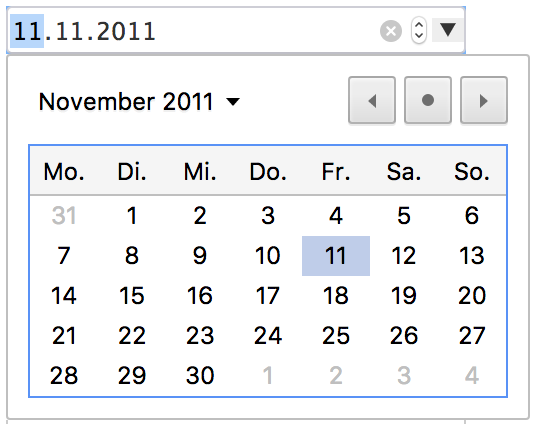 11.11.2011
November 2011
Mo. Di. Mi. Do. Fr. Sa. So.
31 1 2 3 4 5 6
7 8 9 10 11 12 13
14 15 16 17 18 19 20
21 22 23 24 25 26 27
28 29 30 1 2 3 4